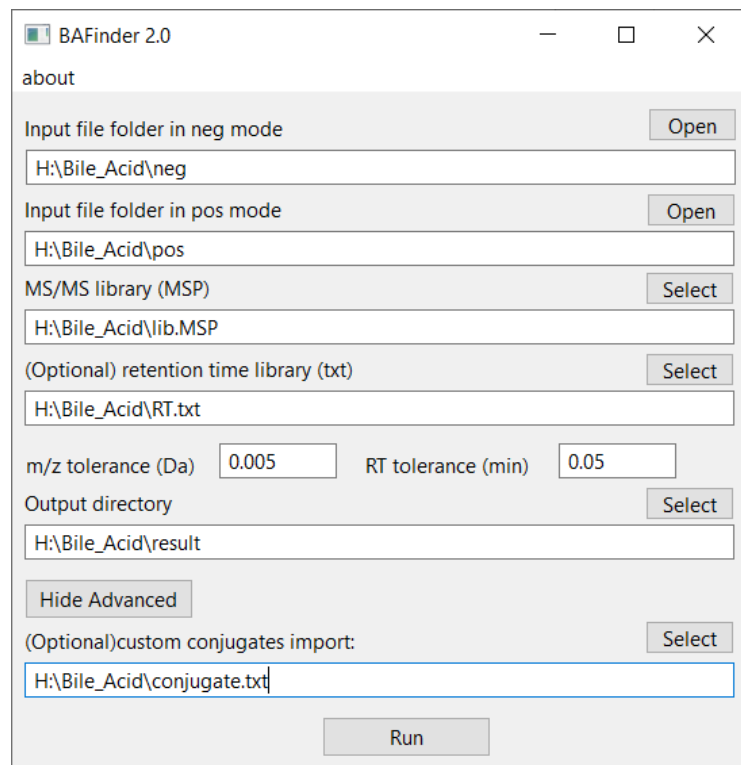 BAFinder 2.0
about
Input file folder in neg mode Open
H:\Bile_Acid\neg
Input file folder in pos mode Open
H:\Bile_Acid\pos
MS/MS library (MSP) Select
H:\Bile_Acid\lib.MSP
(Optional) retention time library (txt) Select
H:\Bile_Acid\RT.txt
m/z tolerance (Da) 0.005 RT tolerance (min) 0.05
Output directory Select
H:\Bile_Acid\result
Hide Advanced
(Optional)custom conjugates import: Select
H:\Bile_Acid\conjugate.txt
Run